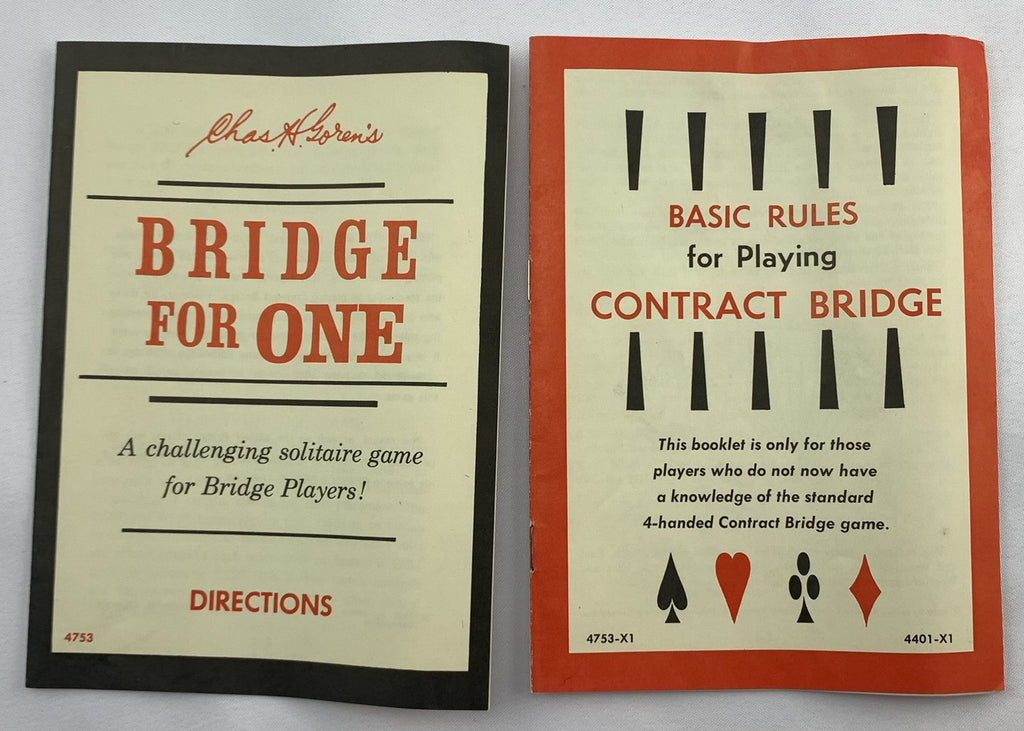 Chas. H. Goren's
BRIDGE
FOR ONE
A challenging solitaire game
for Bridge Players!
DIRECTIONS
4753
BASIC RULES
for Playing
CONTRACT BRIDGE
This booklet is only for those
players who do not now have
a knowledge of the standard
4-handed Contract Bridge game.
4753-X1 4401-X1